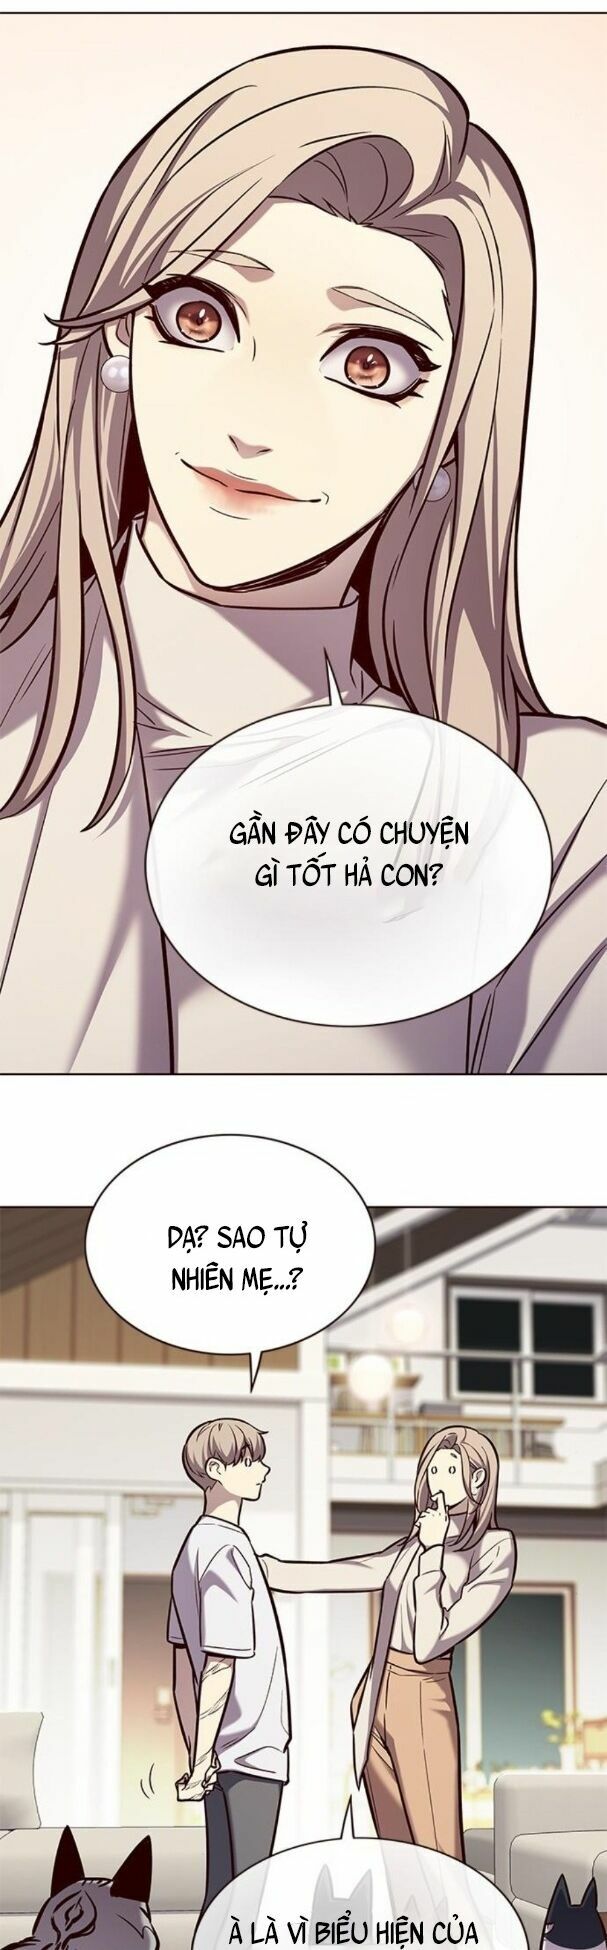 GẦN ĐÂY CÓ CHUYỆN
GÌ TỐT HẢ CON?
DẠ? SAO TỰ
NHIÊN MẸ...?
À LÀ VÌ BIỂU HIỆN CỦA